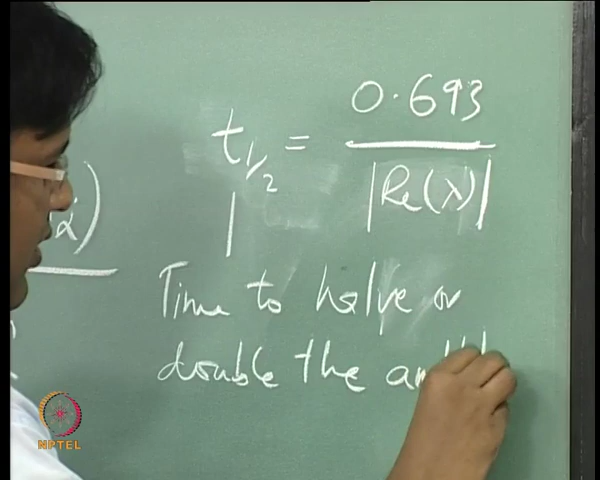 t1/2 = 0.693 / |Re(λ)|
α)
Time to halve or
double the
NPTEL